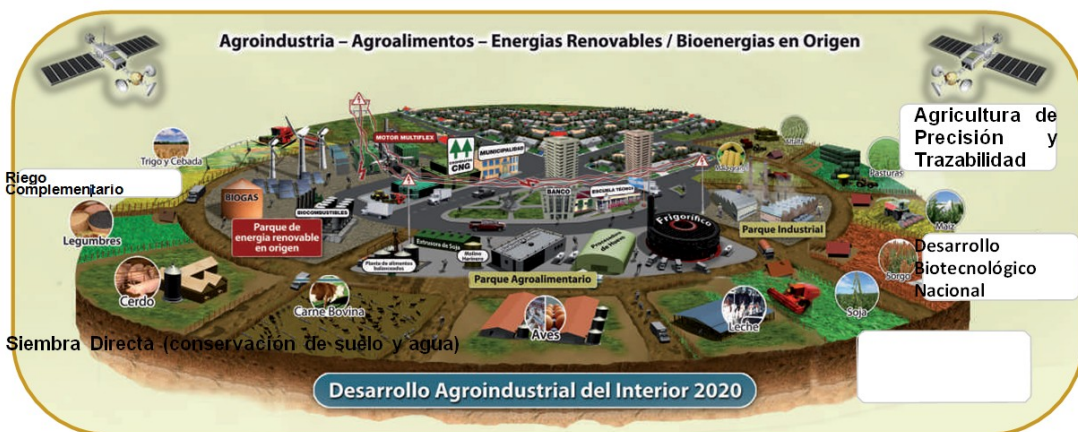 Agroindustria – Agroalimentos – Energias Renovables / Bioenergias en Origen
Agricultura de
Precisión y
Trazabilidad
Riego
Complementario
Trigo y Cebada
MOTOR MULTIFLEX
CNG
MUNICIPALIDAD
Alfalfa
Pasturas
Maíz
BIOGAS
BIOCOMBUSTIBLES
BANCO
ESCUELA TÉCNICA
Legumbres
Parque de
energía renovable
en origen
Extrusora de Soja
Molino
Harinero
Planta de alimentos
balanceados
Frigorífico
Parque Industrial
Parque Agroalimentario
Desarrollo
Biotecnológico
Nacional
Sorgo
Soja
Cerdo
Carne Bovina
Aves
Leche
Siembra Directa (conservación de suelo y agua)
Desarrollo Agroindustrial del Interior 2020